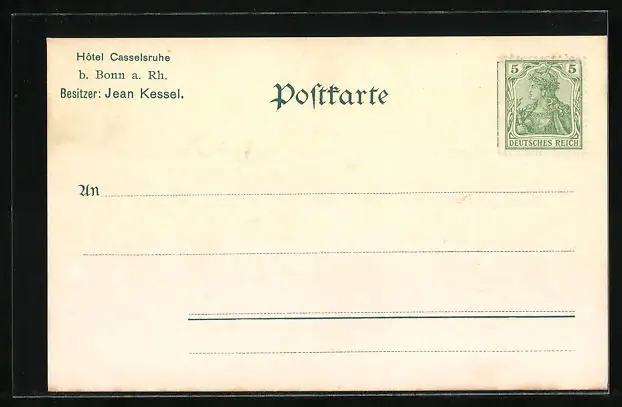 Hôtel Casselsruhe
b. Bonn a. Rh.
Besitzer: Jean Kessel.
Poſtkarte
5 5
DEUTSCHES REICH
An